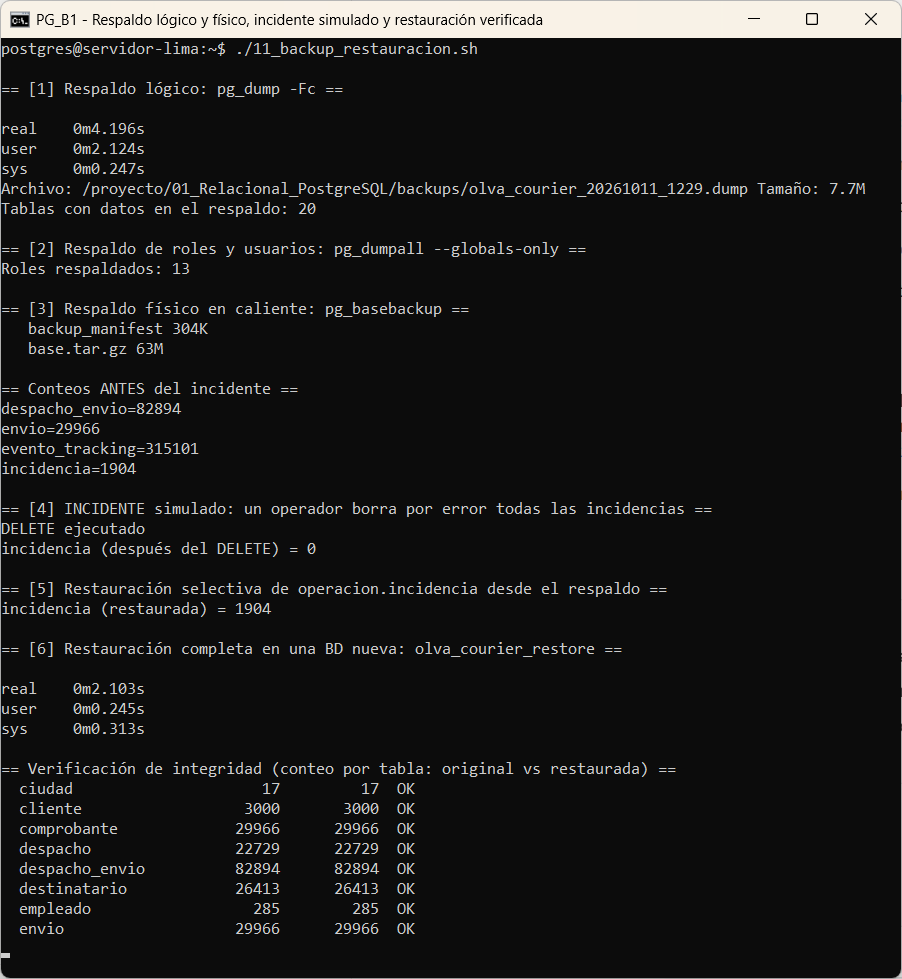 PG_B1 - Respaldo lógico y físico, incidente simulado y restauración verificada
postgres@servidor-lima:~$ ./11_backup_restauracion.sh
== [1] Respaldo lógico: pg_dump -Fc ==
real    0m4.196s
user    0m2.124s
sys     0m0.247s
Archivo: /proyecto/01_Relacional_PostgreSQL/backups/olva_courier_20261011_1229.dump Tamaño: 7.7M
Tablas con datos en el respaldo: 20
== [2] Respaldo de roles y usuarios: pg_dumpall --globals-only ==
Roles respaldados: 13
== [3] Respaldo físico en caliente: pg_basebackup ==
   backup_manifest 304K
   base.tar.gz 63M
== Conteos ANTES del incidente ==
despacho_envio=82894
envio=29966
evento_tracking=315101
incidencia=1904
== [4] INCIDENTE simulado: un operador borra por error todas las incidencias ==
DELETE ejecutado
incidencia (después del DELETE) = 0
== [5] Restauración selectiva de operacion.incidencia desde el respaldo ==
incidencia (restaurada) = 1904
== [6] Restauración completa en una BD nueva: olva_courier_restore ==
real    0m2.103s
user    0m0.245s
sys     0m0.313s
== Verificación de integridad (conteo por tabla: original vs restaurada) ==
  ciudad                     17         17  OK
  cliente                  3000       3000  OK
  comprobante             29966      29966  OK
  despacho                22729      22729  OK
  despacho_envio          82894      82894  OK
  destinatario            26413      26413  OK
  empleado                  285        285  OK
  envio                   29966      29966  OK